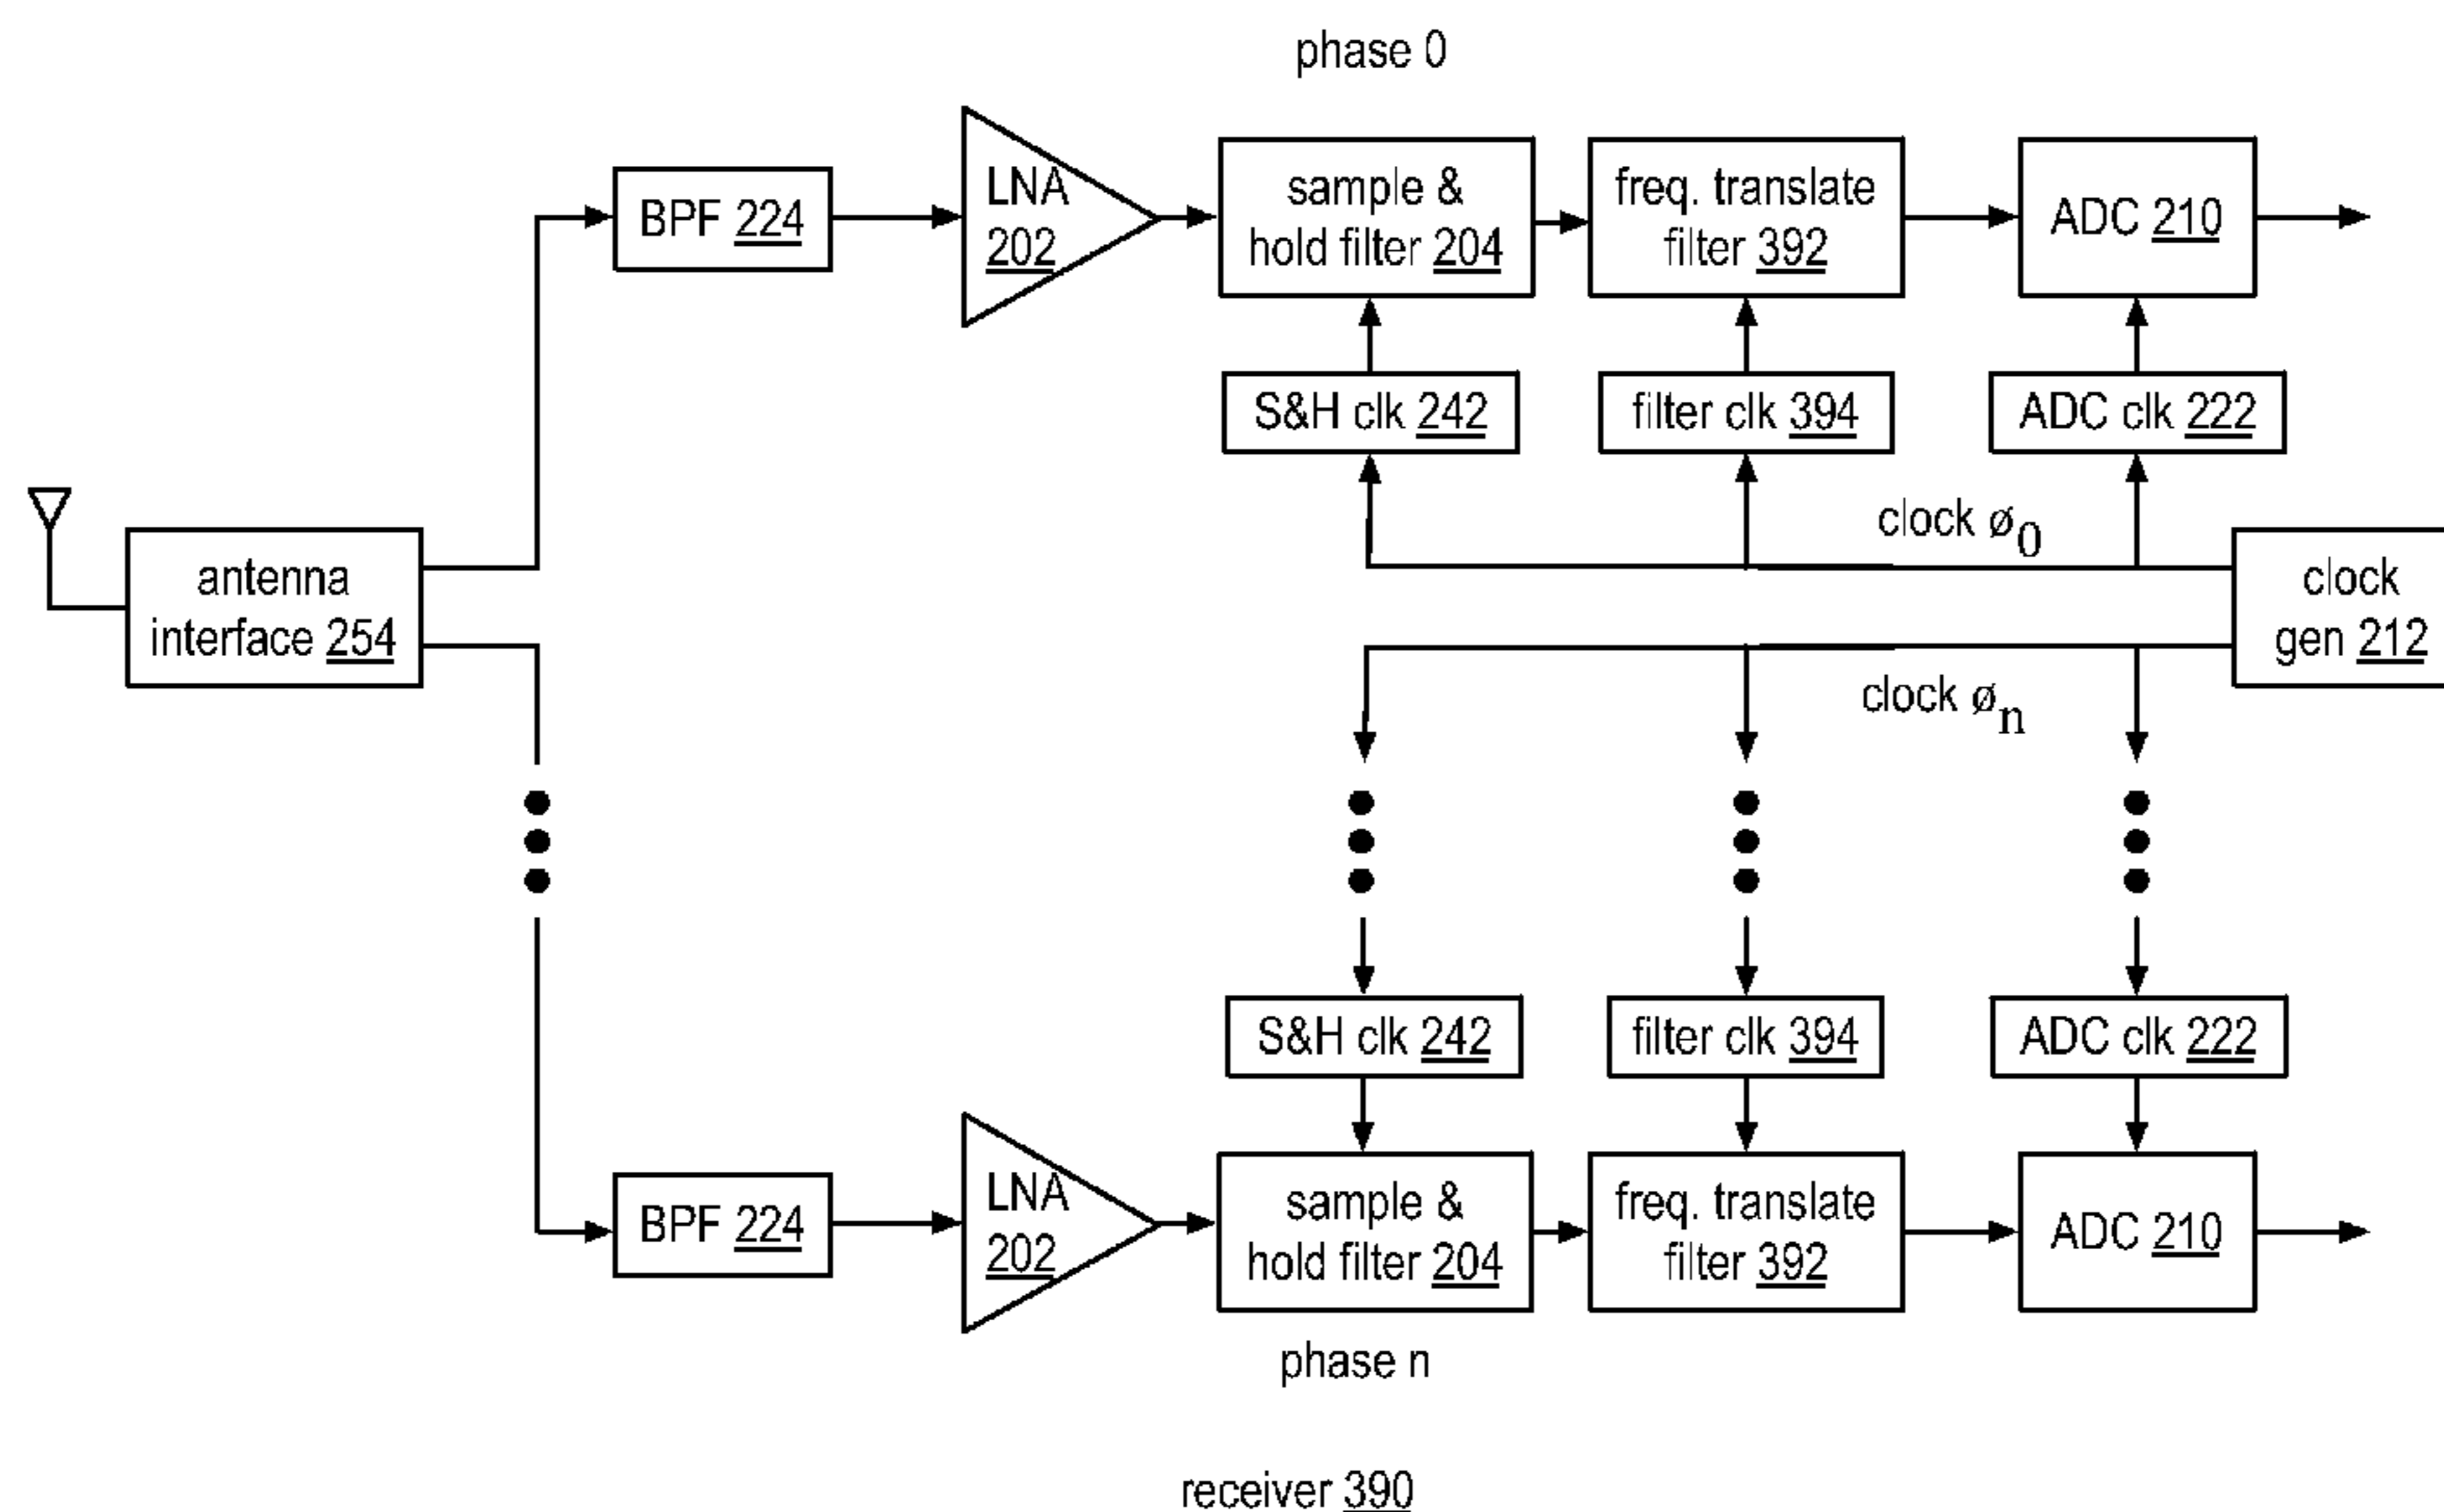 phase 0
BPF 224
LNA
202
sample &
hold filter 204
freq. translate
filter 392
ADC 210
S&H clk 242
filter clk 394
ADC clk 222
antenna
interface 254
clock ø0
clock
gen 212
clock øn
S&H clk 242
filter clk 394
ADC clk 222
BPF 224
LNA
202
sample &
hold filter 204
freq. translate
filter 392
ADC 210
phase n
receiver 390